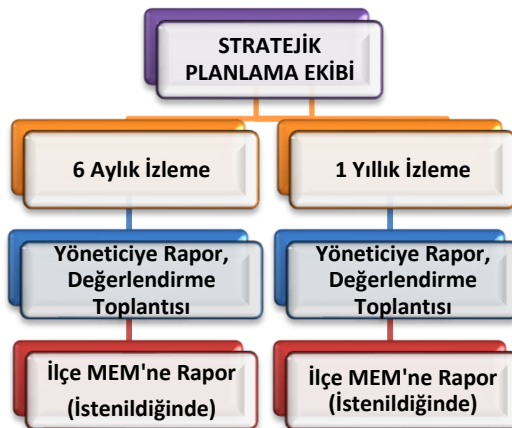 STRATEJİK
PLANLAMA EKİBİ
6 Aylık İzleme
1 Yıllık İzleme
Yöneticiye Rapor,
Değerlendirme
Toplantısı
Yöneticiye Rapor,
Değerlendirme
Toplantısı
İlçe MEM'ne Rapor
(İstenildiğinde)
İlçe MEM'ne Rapor
(İstenildiğinde)